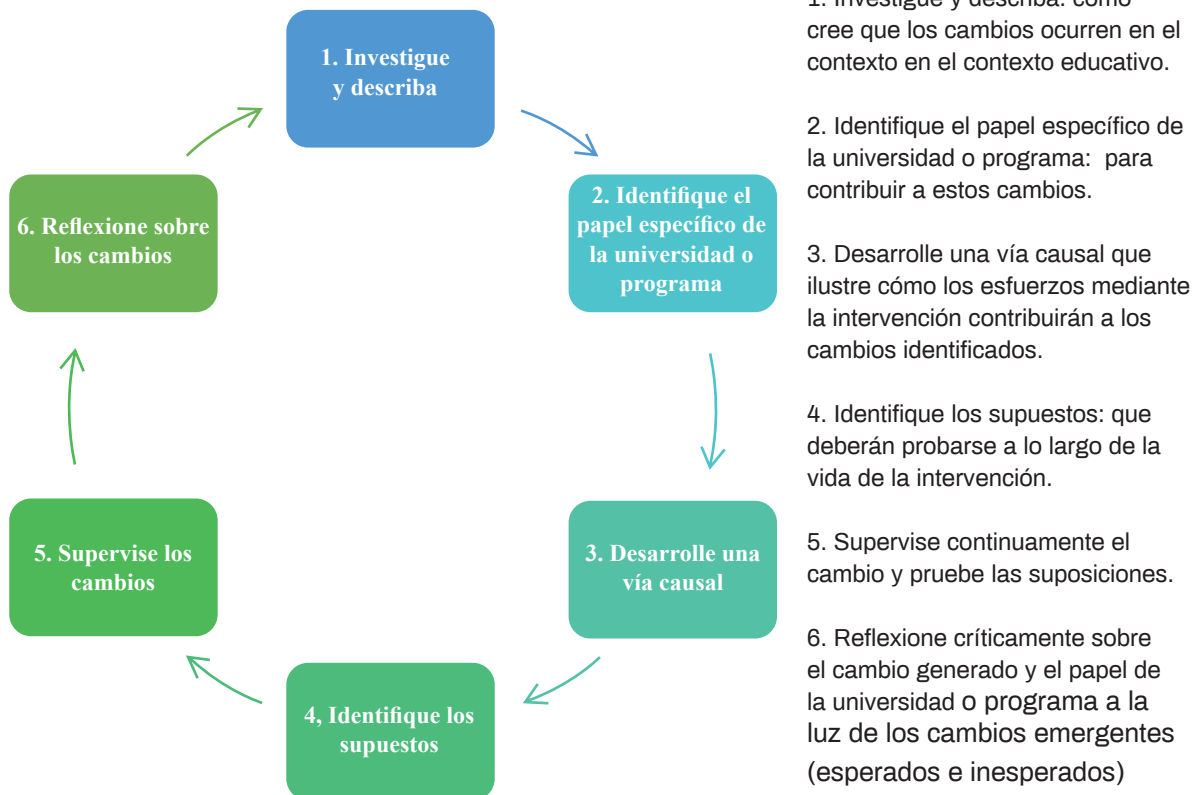 1. Investigue
y describa
2. Identifique el
papel específico de
la universidad o
programa
3. Desarrolle una
vía causal
4, Identifique los
supuestos
5. Supervise los
cambios
6. Reflexione sobre
los cambios
1. Investigue y describa: cómo
cree que los cambios ocurren en el
contexto en el contexto educativo.
2. Identifique el papel específico de
la universidad o programa: para
contribuir a estos cambios.
3. Desarrolle una vía causal que
ilustre cómo los esfuerzos mediante
la intervención contribuirán a los
cambios identificados.
4. Identifique los supuestos: que
deberán probarse a lo largo de la
vida de la intervención.
5. Supervise continuamente el
cambio y pruebe las suposiciones.
6. Reflexione críticamente sobre
el cambio generado y el papel de
la universidad o programa a la
luz de los cambios emergentes
(esperados e inesperados)